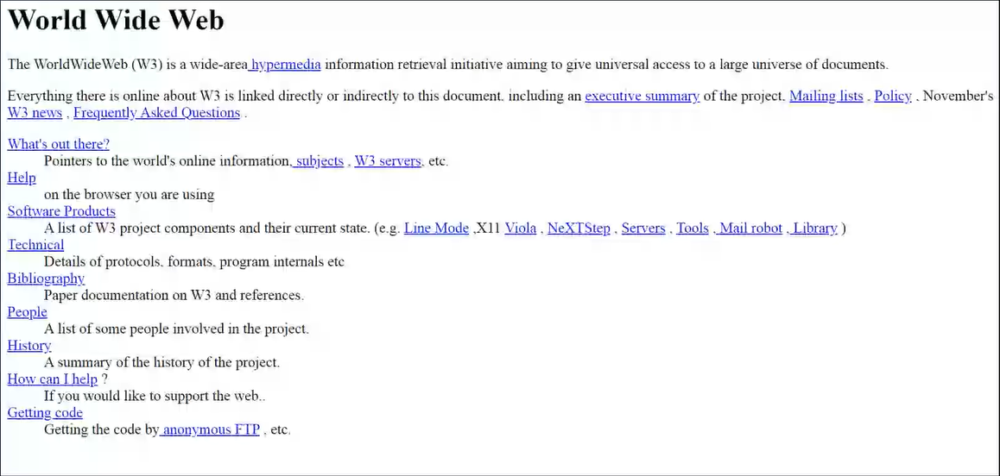 World Wide Web
The WorldWideWeb (W3) is a wide-area hypermedia information retrieval initiative aiming to give universal access to a large universe of documents.
Everything there is online about W3 is linked directly or indirectly to this document, including an executive summary of the project, Mailing lists , Policy , November's
W3 news , Frequently Asked Questions .
What's out there?
Pointers to the world's online information, subjects , W3 servers, etc.
Help
on the browser you are using
Software Products
A list of W3 project components and their current state. (e.g. Line Mode ,X11 Viola , NeXTStep , Servers , Tools , Mail robot , Library )
Technical
Details of protocols, formats, program internals etc
Bibliography
Paper documentation on W3 and references.
People
A list of some people involved in the project.
History
A summary of the history of the project.
How can I help ?
If you would like to support the web..
Getting code
Getting the code by anonymous FTP , etc.